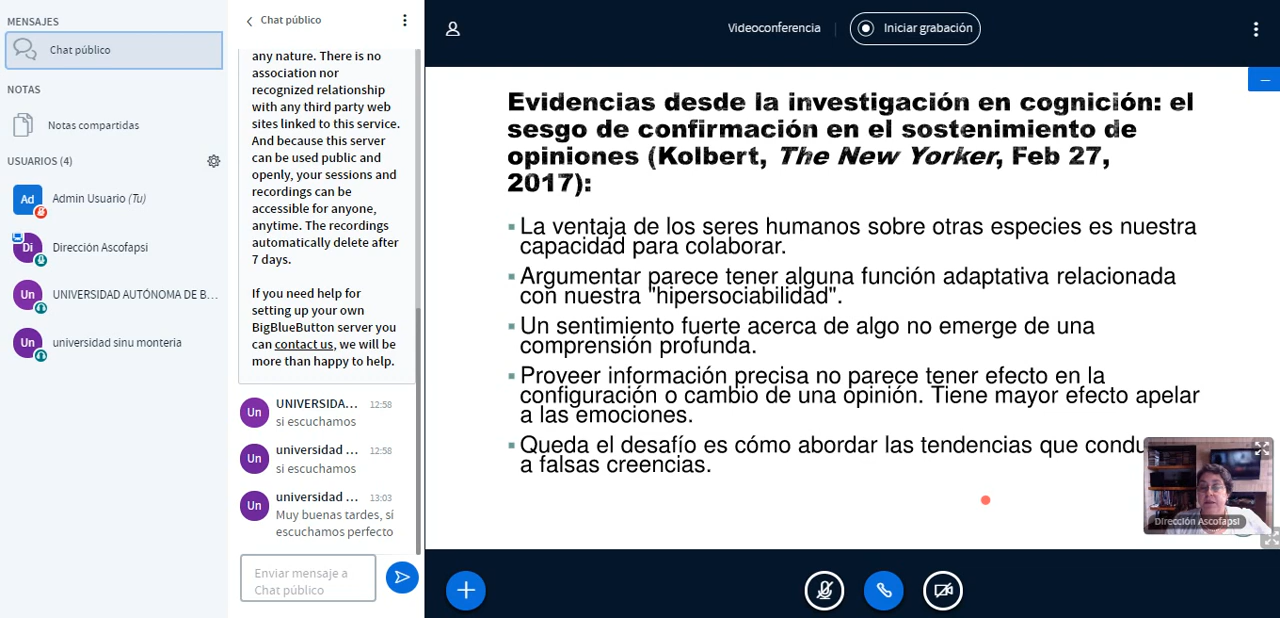 MENSAJES
Chat público
NOTAS
Notas compartidas
USUARIOS (4)
Ad
Admin Usuario (Tu)
Di
Dirección Ascofapsi
Un
UNIVERSIDAD AUTÓNOMA DE B...
Un
universidad sinu monteria
Chat público
any nature. There is no
association nor
recognized relationship
with any third party web
sites linked to this service.
And because this server
can be used public and
openly, your sessions and
recordings can be
accessible for anyone,
anytime. The recordings
automatically delete after
7 days.
If you need help for
setting up your own
BigBlueButton server you
can contact us, we will be
more than happy to help.
Un
UNIVERSIDA... 12:58
si escuchamos
Un
universidad ... 12:58
si escuchamos
Un
universidad ... 13:03
Muy buenas tardes, sí
escuchamos perfecto
Enviar mensaje a
Chat público
Videoconferencia
Iniciar grabación
Evidencias desde la investigación en cognición: el
sesgo de confirmación en el sostenimiento de
opiniones (Kolbert, The New Yorker, Feb 27,
2017):
La ventaja de los seres humanos sobre otras especies es nuestra
capacidad para colaborar.
Argumentar parece tener alguna función adaptativa relacionada
con nuestra "hipersociabilidad".
Un sentimiento fuerte acerca de algo no emerge de una
comprensión profunda.
Proveer información precisa no parece tener efecto en la
configuración o cambio de una opinión. Tiene mayor efecto apelar
a las emociones.
Queda el desafío es cómo abordar las tendencias que condu
a falsas creencias.
Dirección Ascofapsi